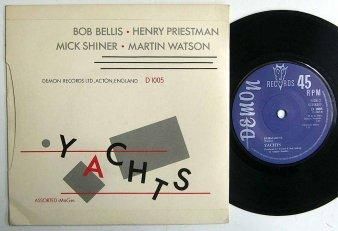 BOB BELLIS • HENRY PRIESTMAN
MICK SHINER • MARTIN WATSON
DEMON RECORDS LTD., ACTON, ENGLAND D 1005
YACHTS
ASSORTED iMaGes
DEMON
RECORDS
45
RPM
D 1005
YACHTS